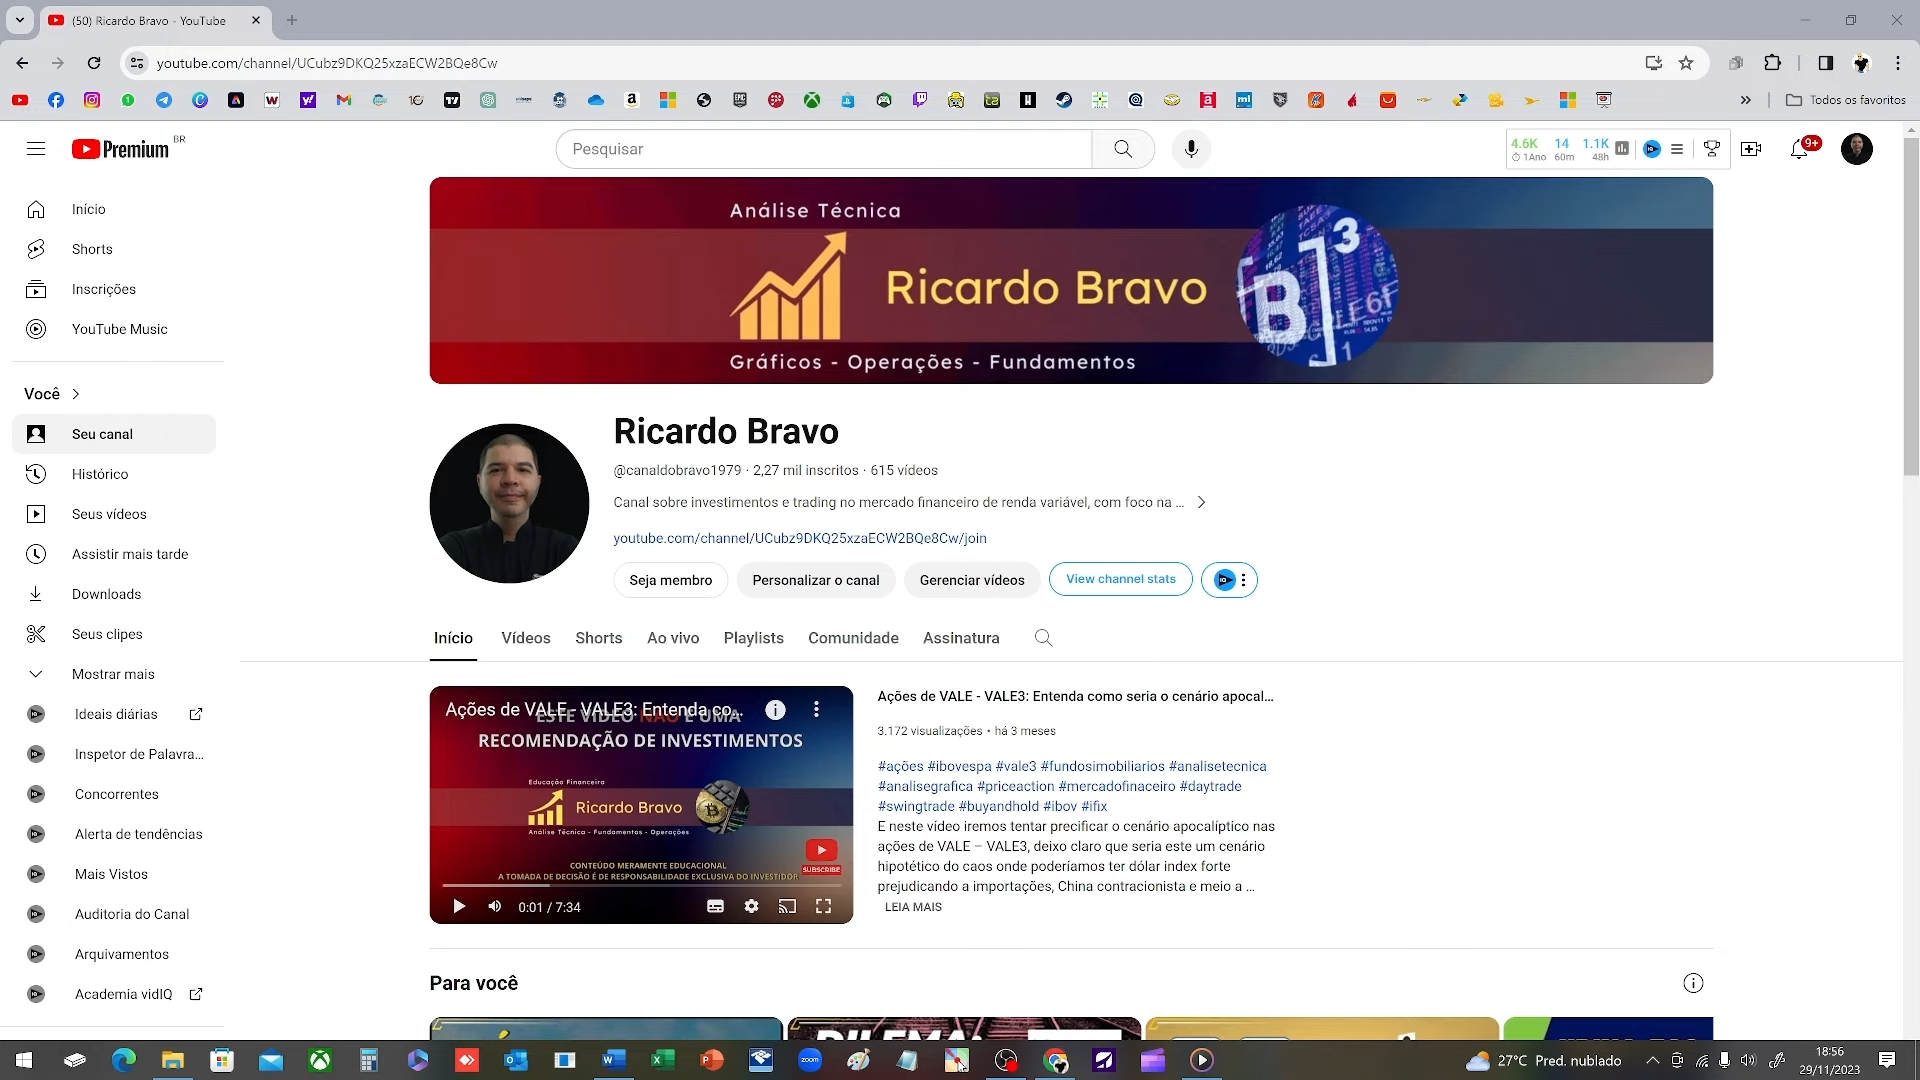 (50) Ricardo Bravo - YouTube
youtube.com/channel/UCubz9DKQ25xzaECW2BQe8Cw
Todos os favoritos
Premium BR
Pesquisar
4.6K 14 1.1K
1Ano 60m 48h
9+
Início
Shorts
Inscrições
YouTube Music
Você
Seu canal
Histórico
Seus vídeos
Assistir mais tarde
Downloads
Seus clipes
Mostrar mais
Ideais diárias
Inspetor de Palavra...
Concorrentes
Alerta de tendências
Mais Vistos
Auditoria do Canal
Arquivamentos
Academia vidIQ
Análise Técnica
Ricardo Bravo
Gráficos - Operações - Fundamentos
B]³
Ricardo Bravo
@canaldobravo1979 · 2,27 mil inscritos · 615 vídeos
Canal sobre investimentos e trading no mercado financeiro de renda variável, com foco na ...
youtube.com/channel/UCubz9DKQ25xzaECW2BQe8Cw/join
Seja membro Personalizar o canal Gerenciar vídeos View channel stats
Início Vídeos Shorts Ao vivo Playlists Comunidade Assinatura
Ações de VALE - VALE3: Entenda co...
ESTE VÍDEO NÃO É UMA
RECOMENDAÇÃO DE INVESTIMENTOS
Educação Financeira
Ricardo Bravo
Análise Técnica - Fundamentos - Operações
SUBSCRIBE
CONTEÚDO MERAMENTE EDUCACIONAL
A TOMADA DE DECISÃO É DE RESPONSABILIDADE EXCLUSIVA DO INVESTIDOR
0:01 / 7:34
Ações de VALE - VALE3: Entenda como seria o cenário apocal...
3.172 visualizações • há 3 meses
#ações #ibovespa #vale3 #fundosimobiliarios #analisetecnica
#analisegrafica #priceaction #mercadofinaceiro #daytrade
#swingtrade #buyandhold #ibov #ifix
E neste vídeo iremos tentar precificar o cenário apocalíptico nas
ações de VALE – VALE3, deixo claro que seria este um cenário
hipotético do caos onde poderíamos ter dólar index forte
prejudicando a importações, China contracionista e meio a ...
LEIA MAIS
Para você
27°C Pred. nublado
18:56
29/11/2023